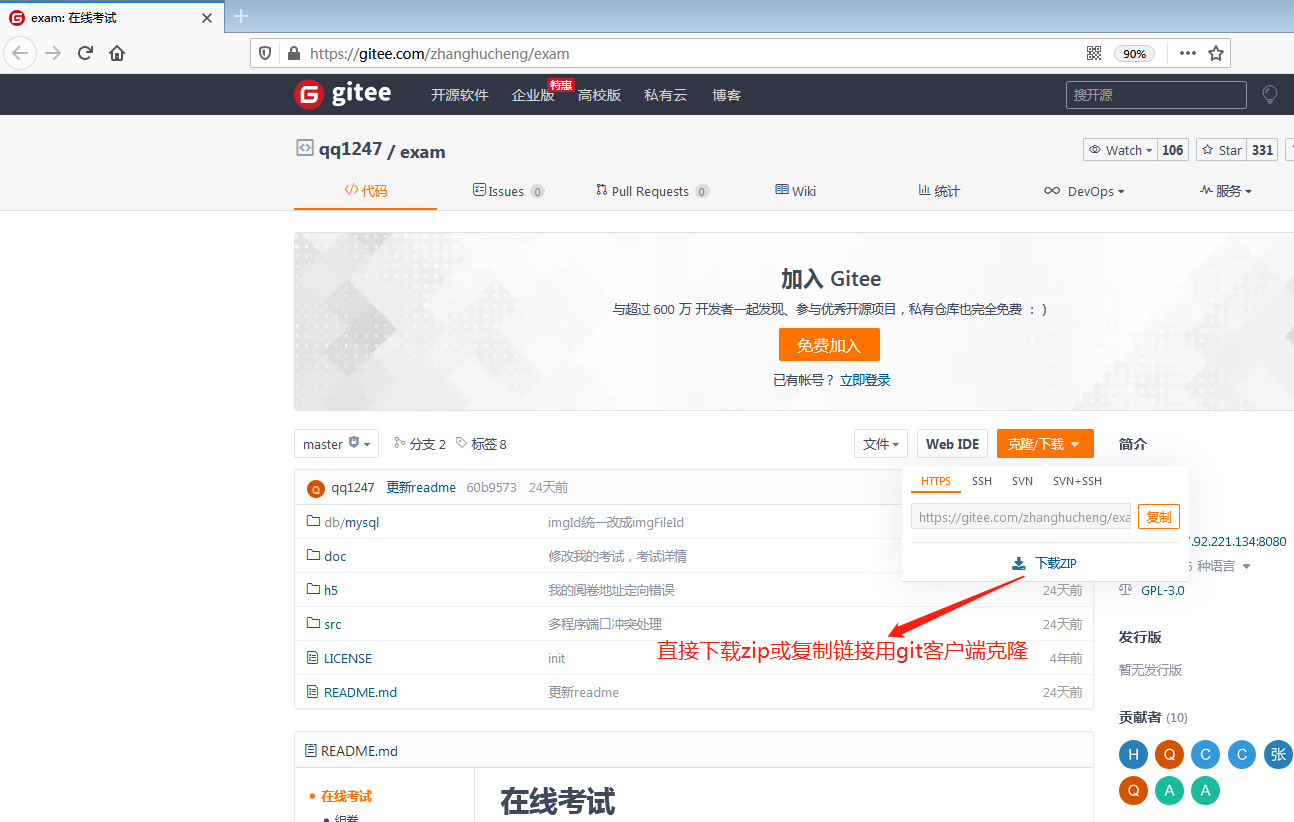 exam: 在线考试
https://gitee.com/zhanghucheng/exam
90%
gitee 开源软件 企业版 特惠 高校版 私有云 博客 搜开源
qq1247 / exam Watch 106 Star 331
代码 Issues 0 Pull Requests 0 Wiki 统计 DevOps 服务
加入 Gitee
与超过 600 万 开发者一起发现、参与优秀开源项目，私有仓库也完全免费 ：）
免费加入
已有帐号？ 立即登录
master 分支 2 标签 8 文件 Web IDE 克隆/下载 简介
HTTPS SSH SVN SVN+SSH
qq1247 更新readme 60b9573 24天前
https://gitee.com/zhanghucheng/exa 复制
db/mysql imgId统一改成imgFileId
.92.221.134:8080
doc 修改我的考试，考试详情
下载ZIP
种语言
h5 我的阅卷地址定向错误 24天前
GPL-3.0
src 多程序端口冲突处理 24天前
发行版
直接下载zip或复制链接用git客户端克隆
LICENSE init 4年前
暂无发行版
README.md 更新readme 24天前
贡献者 (10)
README.md
H Q C C 张
在线考试
在线考试
Q A A